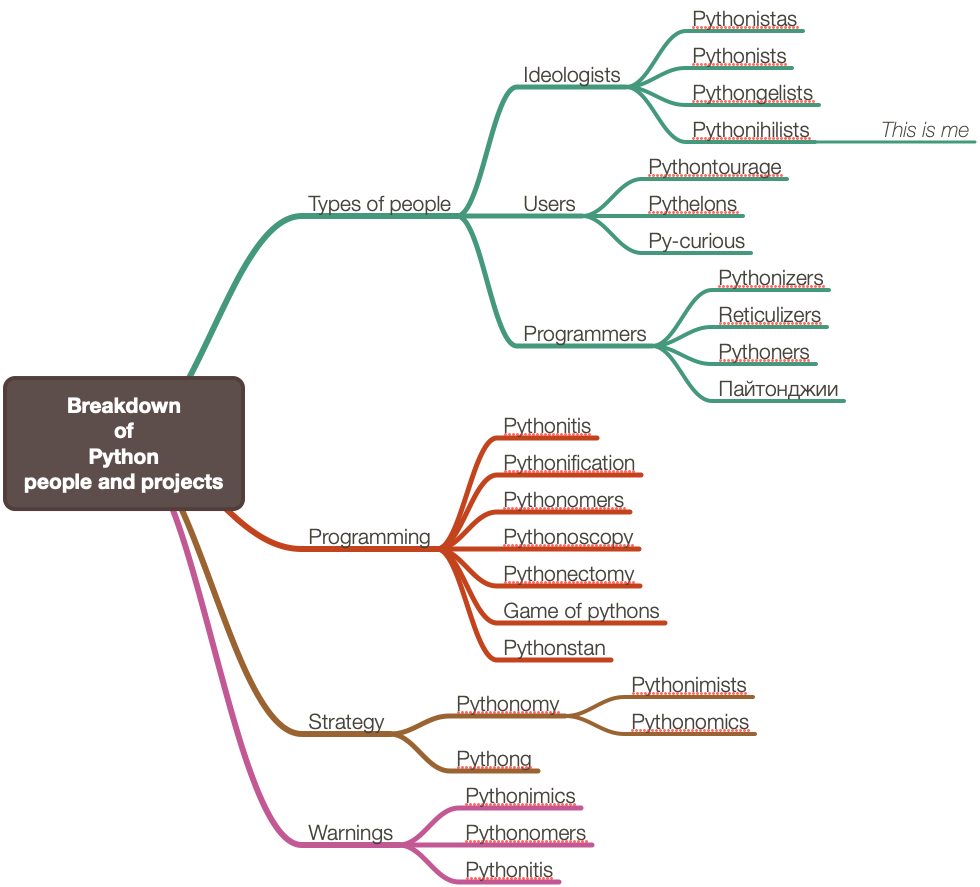 Breakdown
of
Python
people and projects
Types of people
Ideologists
Pythonistas
Pythonists
Pythongelists
Pythonihilists
This is me
Users
Pythontourage
Pythelons
Py-curious
Programmers
Pythonizers
Reticulizers
Pythoners
Пайтонджии
Programming
Pythonitis
Pythonification
Pythonomers
Pythonoscopy
Pythonectomy
Game of pythons
Pythonstan
Strategy
Pythonomy
Pythonimists
Pythonomics
Pythong
Warnings
Pythonimics
Pythonomers
Pythonitis